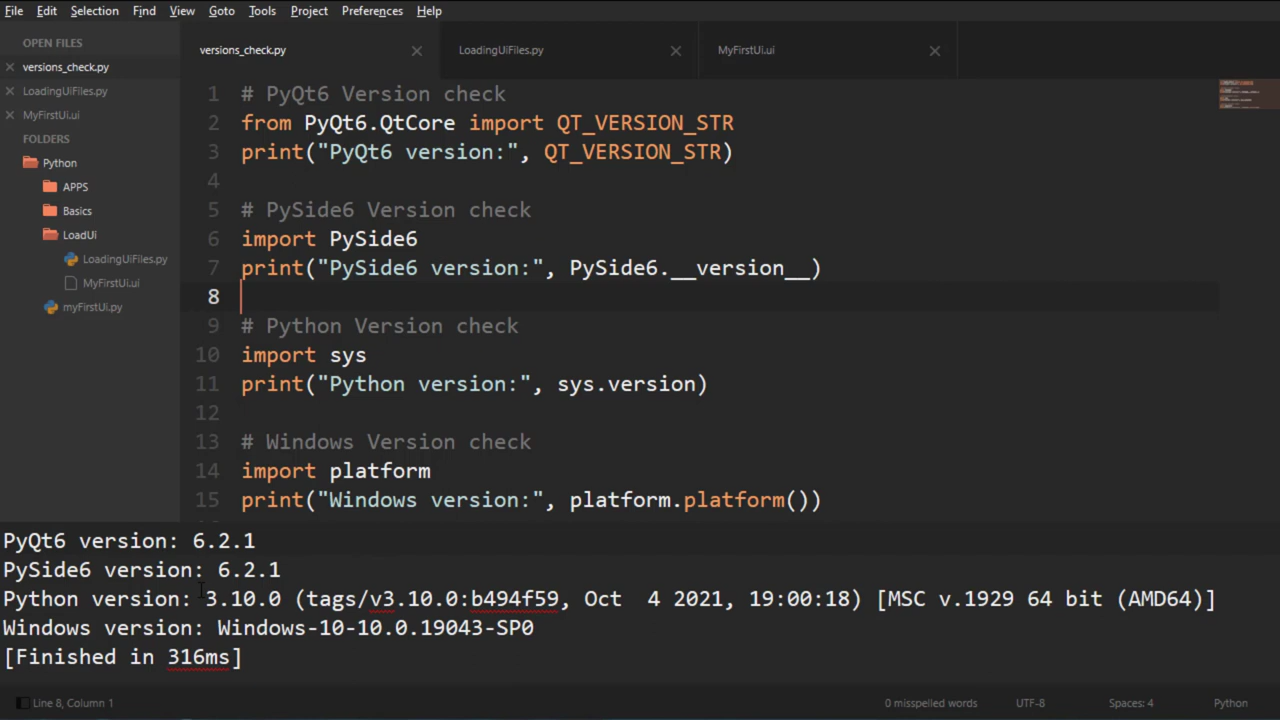 File Edit Selection Find View Goto Tools Project Preferences Help
OPEN FILES
versions_check.py
LoadingUiFiles.py
MyFirstUi.ui
FOLDERS
Python
APPS
Basics
LoadUi
LoadingUiFiles.py
MyFirstUi.ui
myFirstUi.py
versions_check.py LoadingUiFiles.py MyFirstUi.ui
1 # PyQt6 Version check
2 from PyQt6.QtCore import QT_VERSION_STR
3 print("PyQt6 version:", QT_VERSION_STR)
4
5 # PySide6 Version check
6 import PySide6
7 print("PySide6 version:", PySide6.__version__)
8
9 # Python Version check
10 import sys
11 print("Python version:", sys.version)
12
13 # Windows Version check
14 import platform
15 print("Windows version:", platform.platform())
PyQt6 version: 6.2.1
PySide6 version: 6.2.1
Python version: 3.10.0 (tags/v3.10.0:b494f59, Oct  4 2021, 19:00:18) [MSC v.1929 64 bit (AMD64)]
Windows version: Windows-10-10.0.19043-SP0
[Finished in 316ms]
Line 8, Column 1 0 misspelled words UTF-8 Spaces: 4 Python